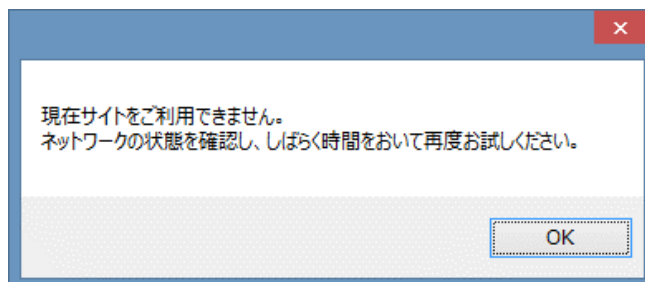 現在サイトをご利用できません。
ネットワークの状態を確認し、しばらく時間をおいて再度お試しください。
OK